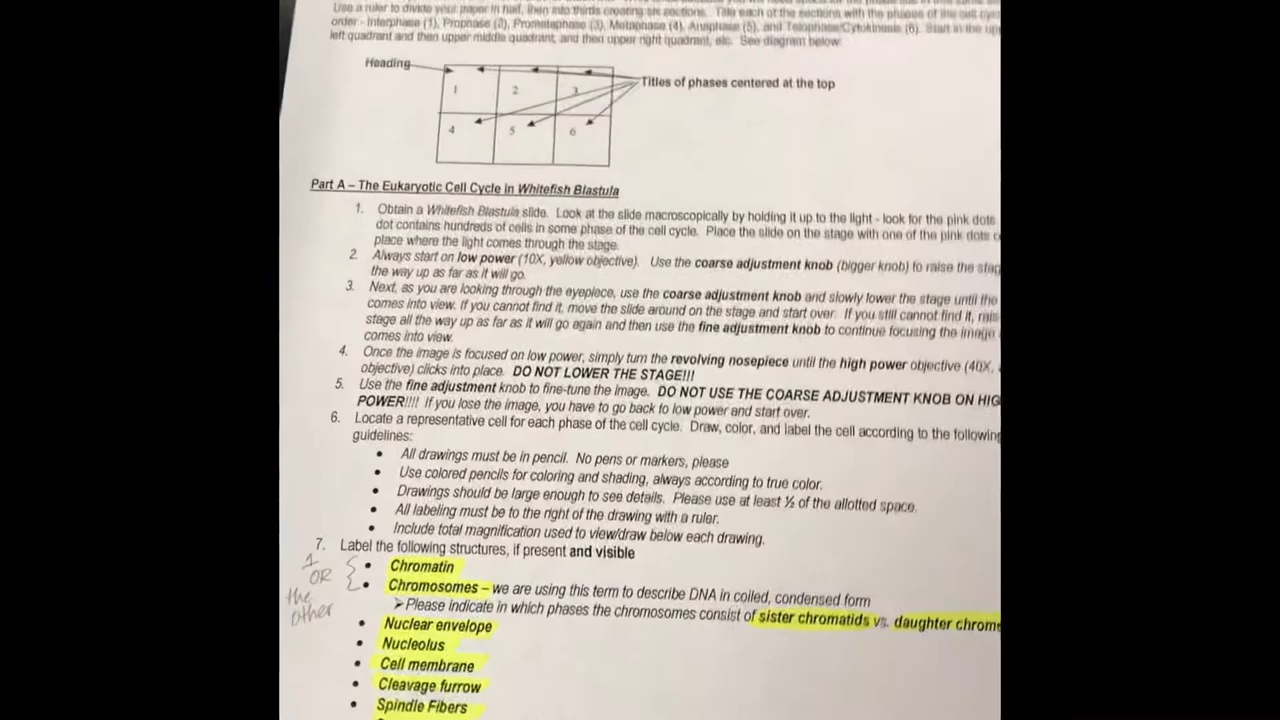 Use a ruler to divide your paper in half, then into thirds creating six sections. Title each of the sections with the phases of the cell
order - Interphase (1), Prophase (2), Prometaphase (3), Metaphase (4), Anaphase (5), and Telophase/Cytokinesis (6). Start in the
left quadrant and then upper middle quadrant, and then upper right quadrant, etc. See diagram below:
Heading
Titles of phases centered at the top
1 2 3
4 5 6
Part A – The Eukaryotic Cell Cycle in Whitefish Blastula
1. Obtain a Whitefish Blastula slide. Look at the slide macroscopically by holding it up to the light - look for the pink dots
dot contains hundreds of cells in some phase of the cell cycle. Place the slide on the stage with one of the pink dots
place where the light comes through the stage.
2. Always start on low power (10X, yellow objective). Use the coarse adjustment knob (bigger knob) to raise the stag
the way up as far as it will go.
3. Next, as you are looking through the eyepiece, use the coarse adjustment knob and slowly lower the stage until the
comes into view. If you cannot find it, move the slide around on the stage and start over. If you still cannot find it, rais
stage all the way up as far as it will go again and then use the fine adjustment knob to continue focusing the image
comes into view.
4. Once the image is focused on low power, simply turn the revolving nosepiece until the high power objective (40X,
objective) clicks into place. DO NOT LOWER THE STAGE!!!
5. Use the fine adjustment knob to fine-tune the image. DO NOT USE THE COARSE ADJUSTMENT KNOB ON HIG
POWER!!!! If you lose the image, you have to go back to low power and start over.
6. Locate a representative cell for each phase of the cell cycle. Draw, color, and label the cell according to the following
guidelines:
• All drawings must be in pencil. No pens or markers, please
• Use colored pencils for coloring and shading, always according to true color.
• Drawings should be large enough to see details. Please use at least ½ of the allotted space.
• All labeling must be to the right of the drawing with a ruler.
• Include total magnification used to view/draw below each drawing.
7. Label the following structures, if present and visible
1 OR the other
• Chromatin
• Chromosomes – we are using this term to describe DNA in coiled, condensed form
➢Please indicate in which phases the chromosomes consist of sister chromatids vs. daughter chrom
• Nuclear envelope
• Nucleolus
• Cell membrane
• Cleavage furrow
• Spindle Fibers